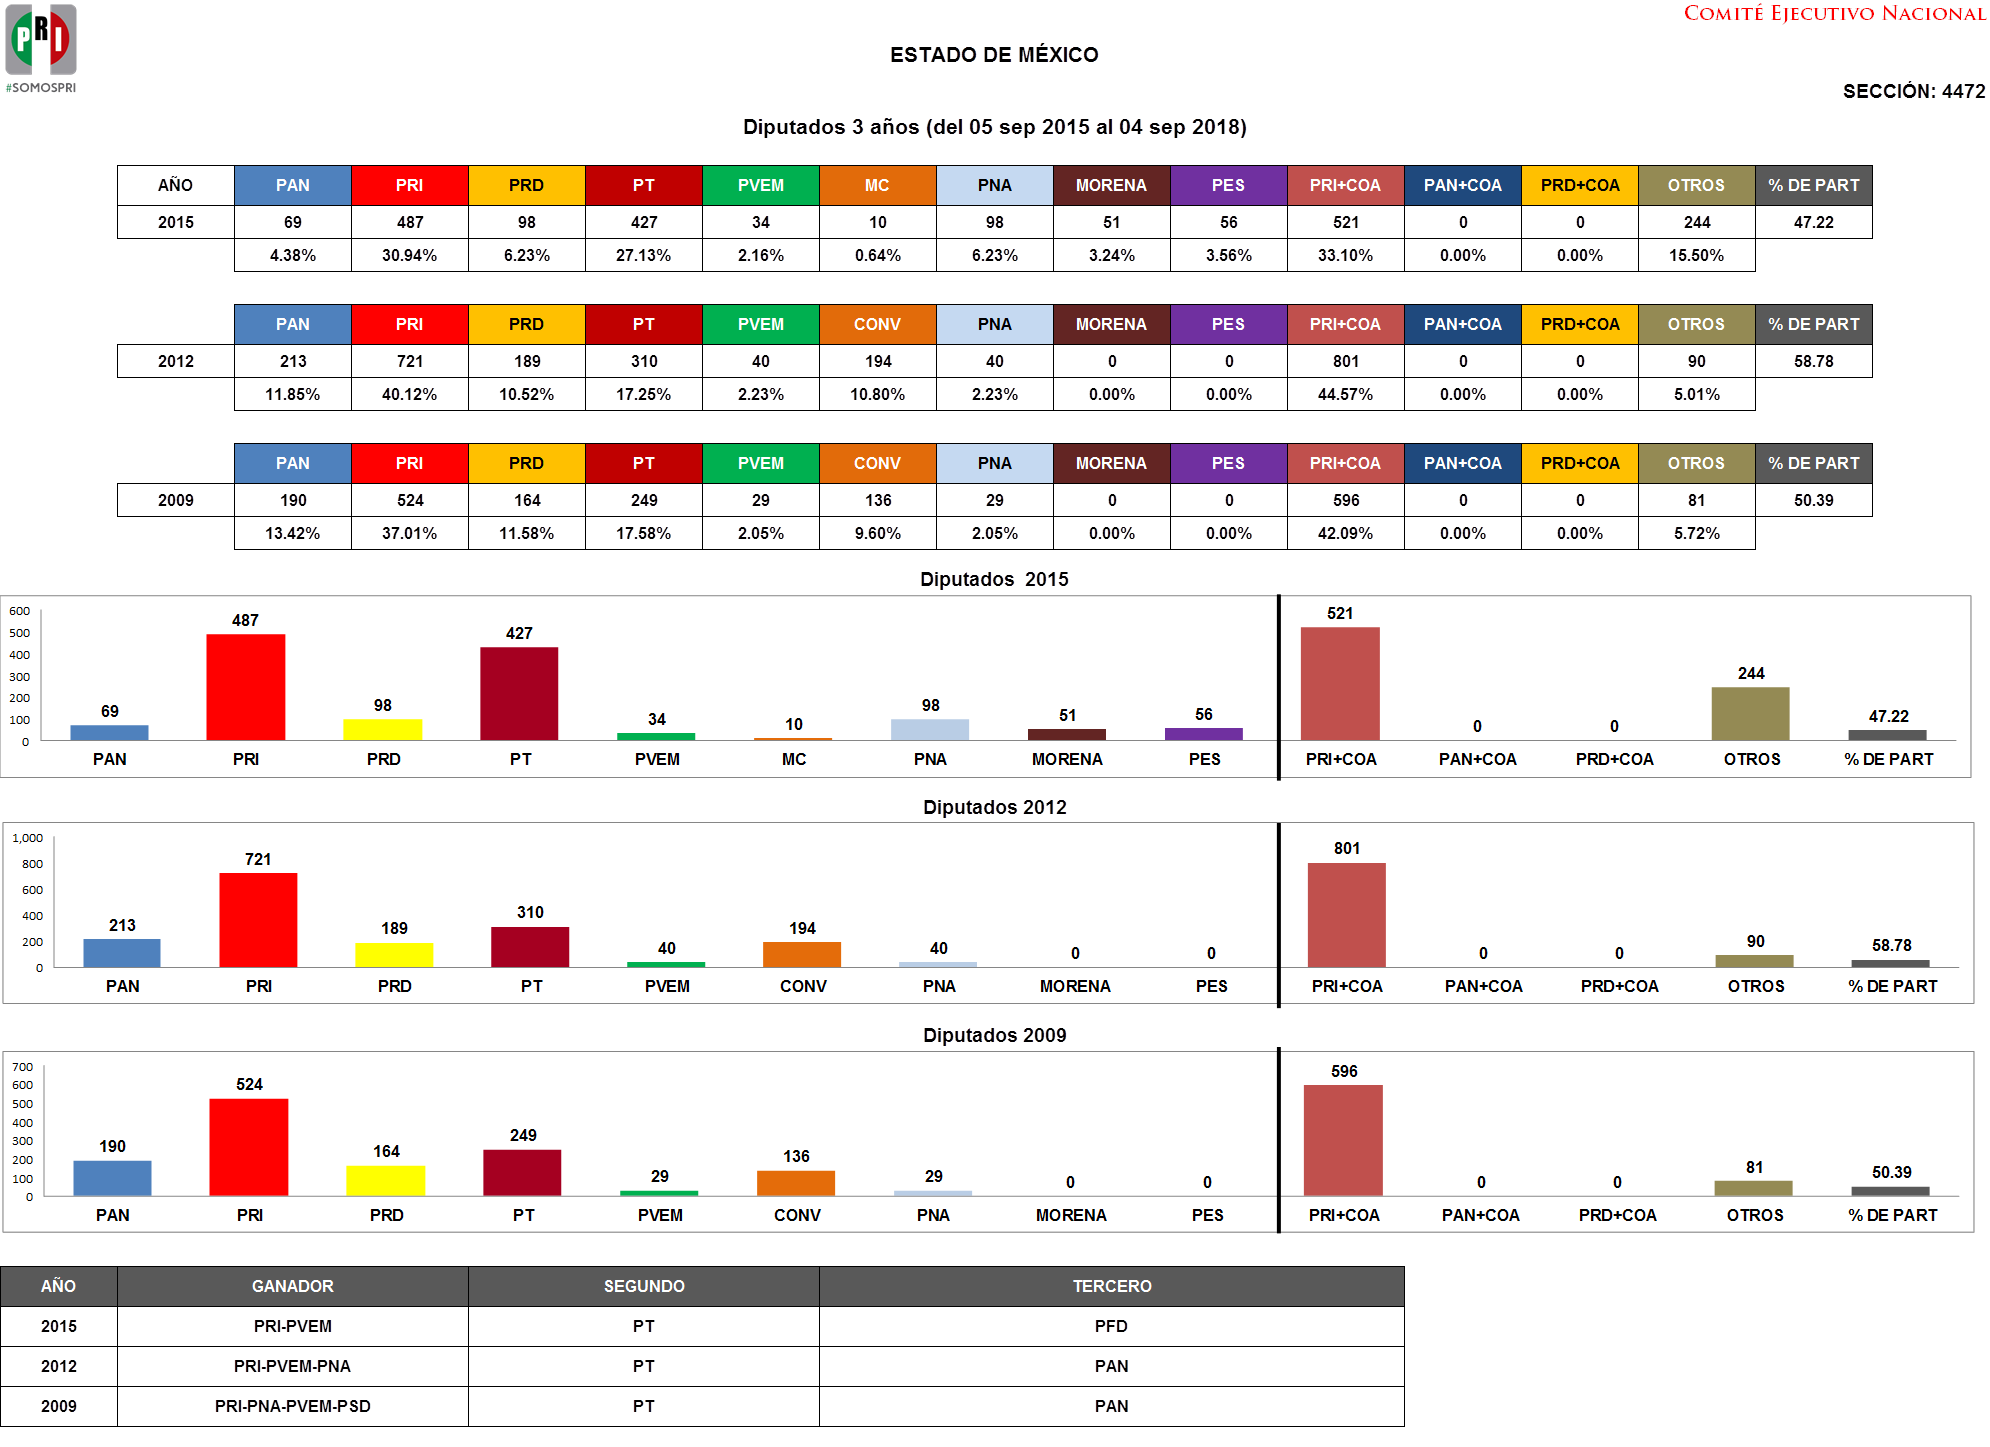 PRI
#SOMOSPRI
COMITÉ EJECUTIVO NACIONAL
ESTADO DE MÉXICO
SECCIÓN: 4472
Diputados 3 años (del 05 sep 2015 al 04 sep 2018)
AÑO PAN PRI PRD PT PVEM MC PNA MORENA PES PRI+COA PAN+COA PRD+COA OTROS % DE PART
2015 69 487 98 427 34 10 98 51 56 521 0 0 244 47.22
4.38% 30.94% 6.23% 27.13% 2.16% 0.64% 6.23% 3.24% 3.56% 33.10% 0.00% 0.00% 15.50%
PAN PRI PRD PT PVEM CONV PNA MORENA PES PRI+COA PAN+COA PRD+COA OTROS % DE PART
2012 213 721 189 310 40 194 40 0 0 801 0 0 90 58.78
11.85% 40.12% 10.52% 17.25% 2.23% 10.80% 2.23% 0.00% 0.00% 44.57% 0.00% 0.00% 5.01%
PAN PRI PRD PT PVEM CONV PNA MORENA PES PRI+COA PAN+COA PRD+COA OTROS % DE PART
2009 190 524 164 249 29 136 29 0 0 596 0 0 81 50.39
13.42% 37.01% 11.58% 17.58% 2.05% 9.60% 2.05% 0.00% 0.00% 42.09% 0.00% 0.00% 5.72%
Diputados 2015
600
500
400
300
200
100
0
69 487 98 427 34 10 98 51 56 521 0 0 244 47.22
PAN PRI PRD PT PVEM MC PNA MORENA PES PRI+COA PAN+COA PRD+COA OTROS % DE PART
Diputados 2012
1,000
800
600
400
200
0
213 721 189 310 40 194 40 0 0 801 0 0 90 58.78
PAN PRI PRD PT PVEM CONV PNA MORENA PES PRI+COA PAN+COA PRD+COA OTROS % DE PART
Diputados 2009
700
600
500
400
300
200
100
0
190 524 164 249 29 136 29 0 0 596 0 0 81 50.39
PAN PRI PRD PT PVEM CONV PNA MORENA PES PRI+COA PAN+COA PRD+COA OTROS % DE PART
AÑO GANADOR SEGUNDO TERCERO
2015 PRI-PVEM PT PFD
2012 PRI-PVEM-PNA PT PAN
2009 PRI-PNA-PVEM-PSD PT PAN